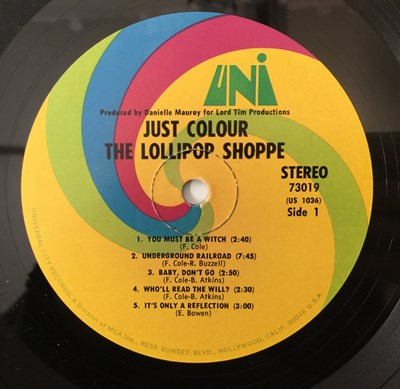 UNI
Produced by Danielle Mauroy for Lord Tim Productions
JUST COLOUR
THE LOLLIPOP SHOPPE
STEREO
73019
(US 1036)
Side 1
1. YOU MUST BE A WITCH (2:40)
(F. Cole)
2. UNDERGROUND RAILROAD (7:45)
(F. Cole-R. Buzzell)
3. BABY, DON'T GO (2:50)
(F. Cole-B. Atkins)
4. WHO'LL READ THE WILL? (2:30)
(F. Cole-B. Atkins)
5. IT'S ONLY A REFLECTION (3:00)
(E. Bowen)
UNIVERSAL CITY RECORDS, A Division of MCA Inc., 8255 SUNSET BLVD., HOLLYWOOD, CALIF. 90046 U.S.A.